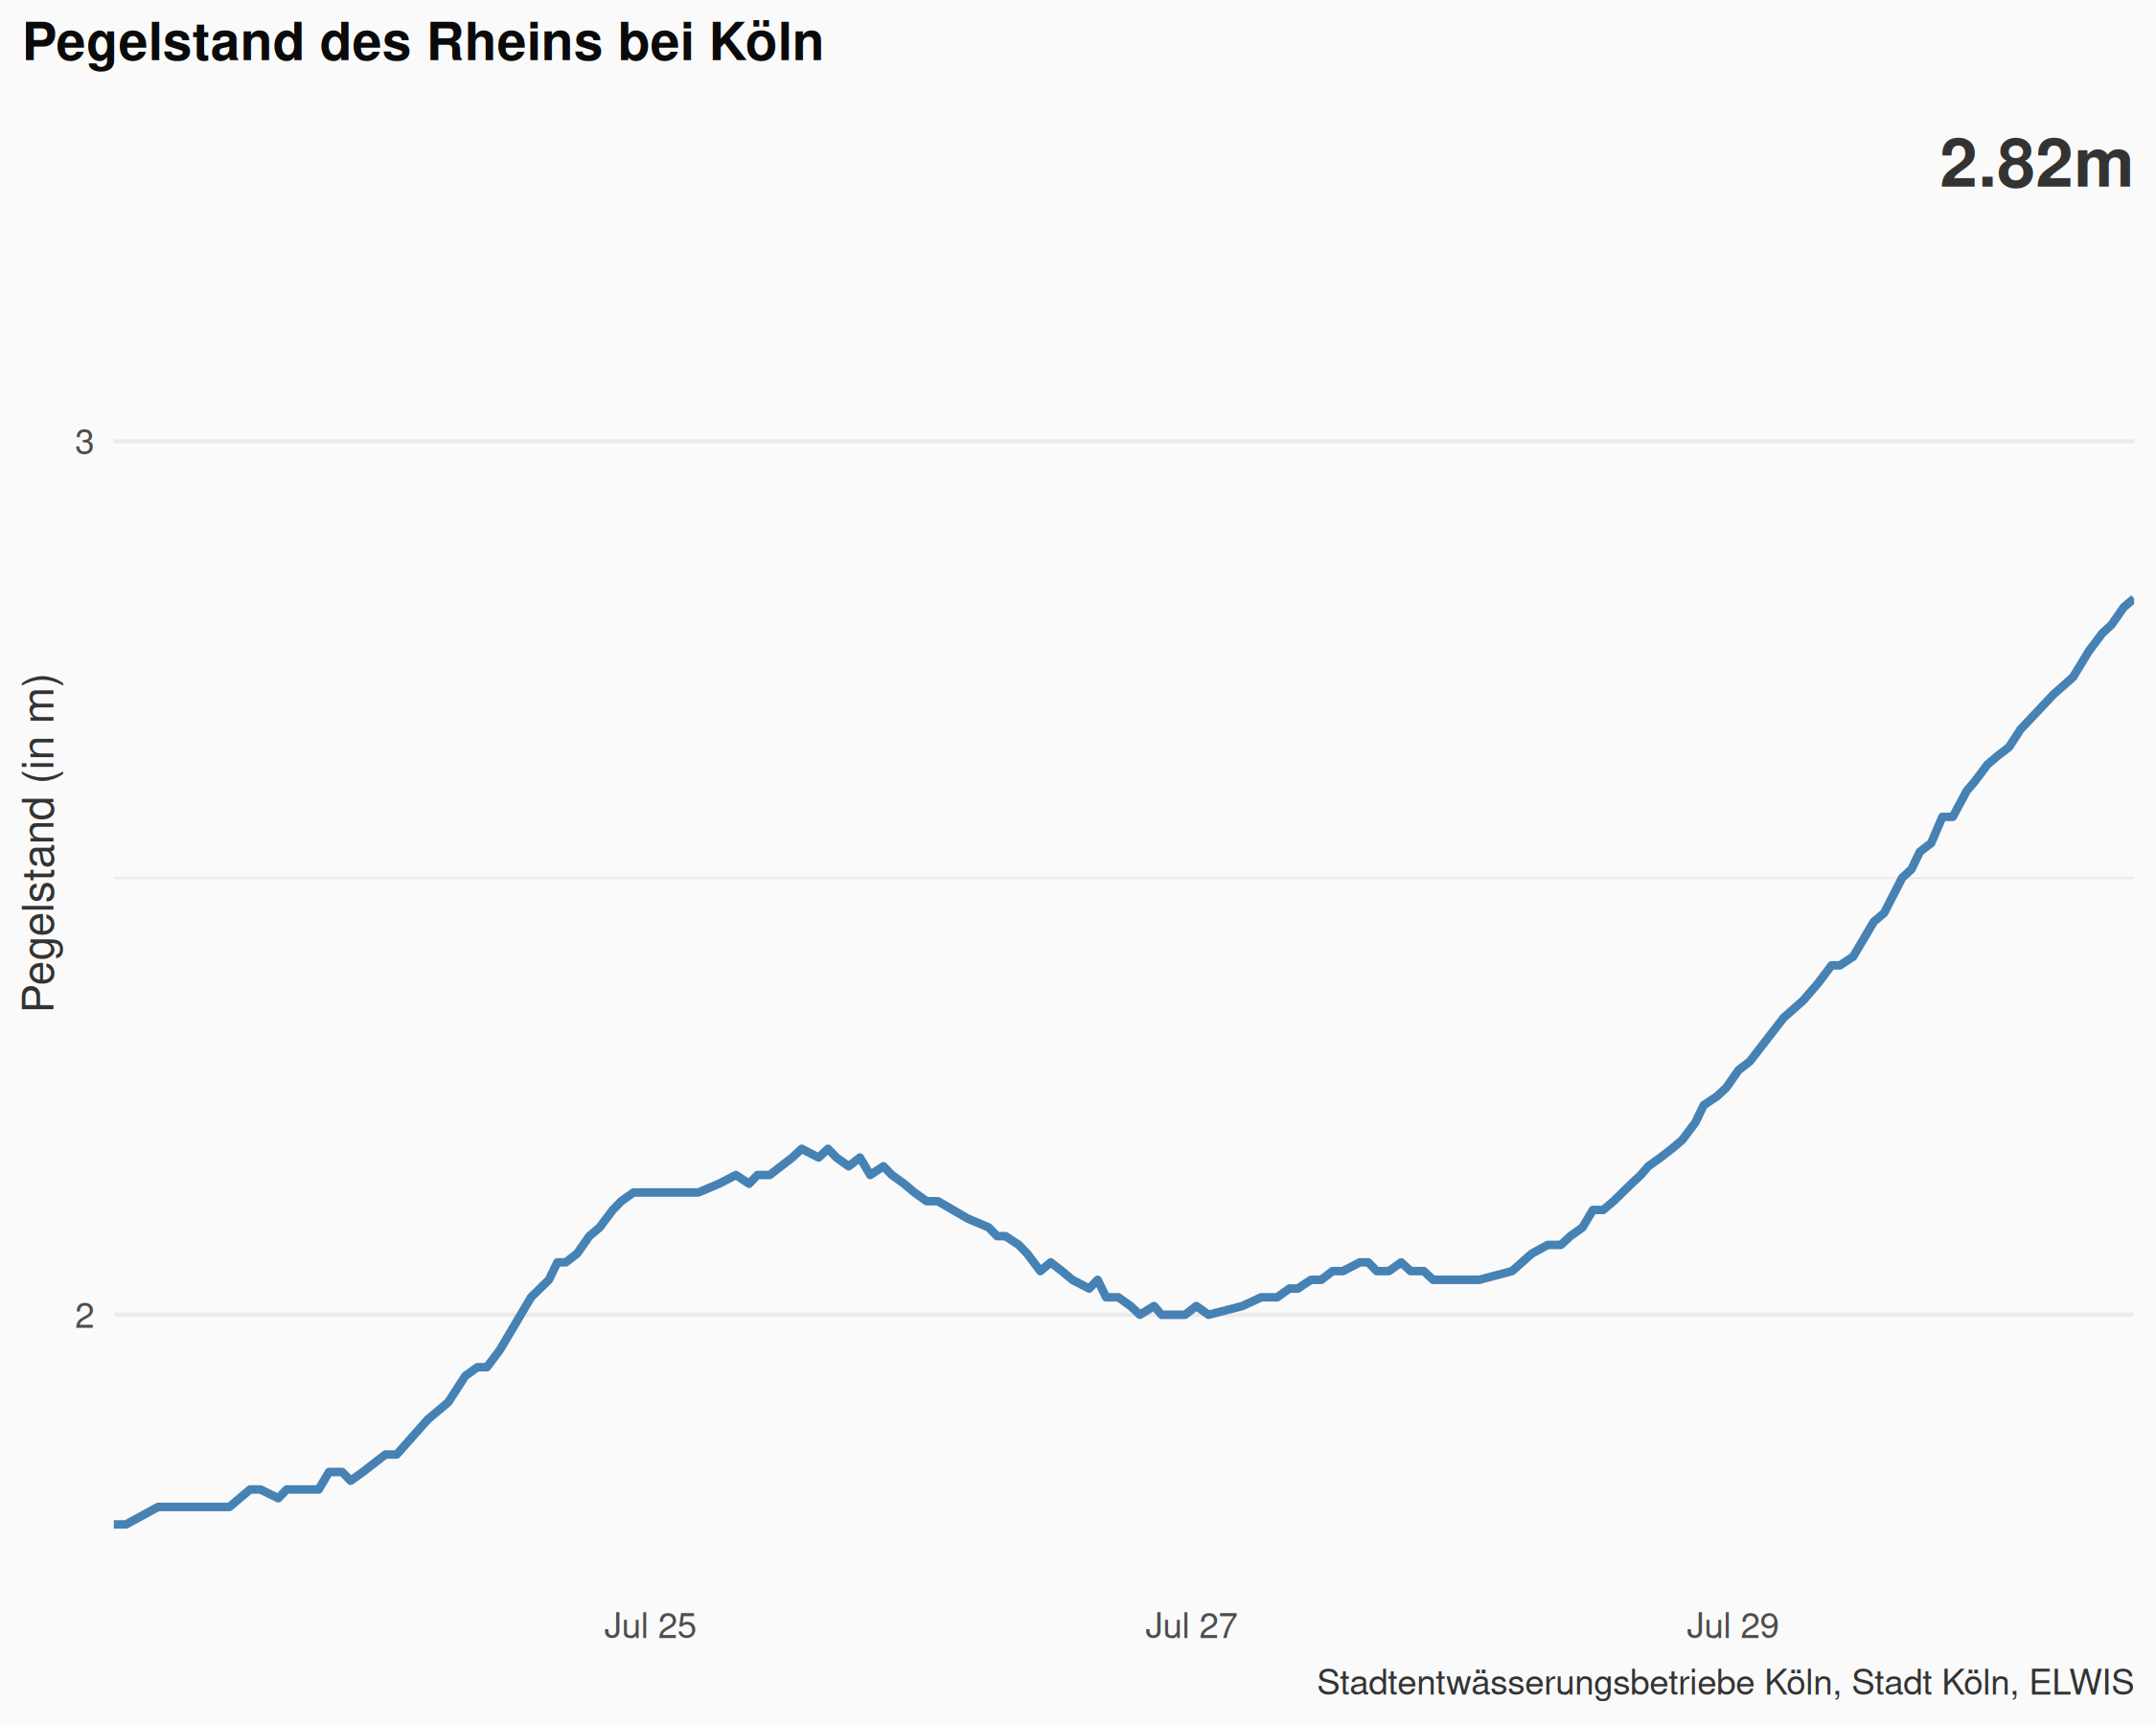 Pegelstand des Rheins bei Köln
2.82m
3
Pegelstand (in m)
2
Jul 25 Jul 27 Jul 29
Stadtentwässerungsbetriebe Köln, Stadt Köln, ELWIS